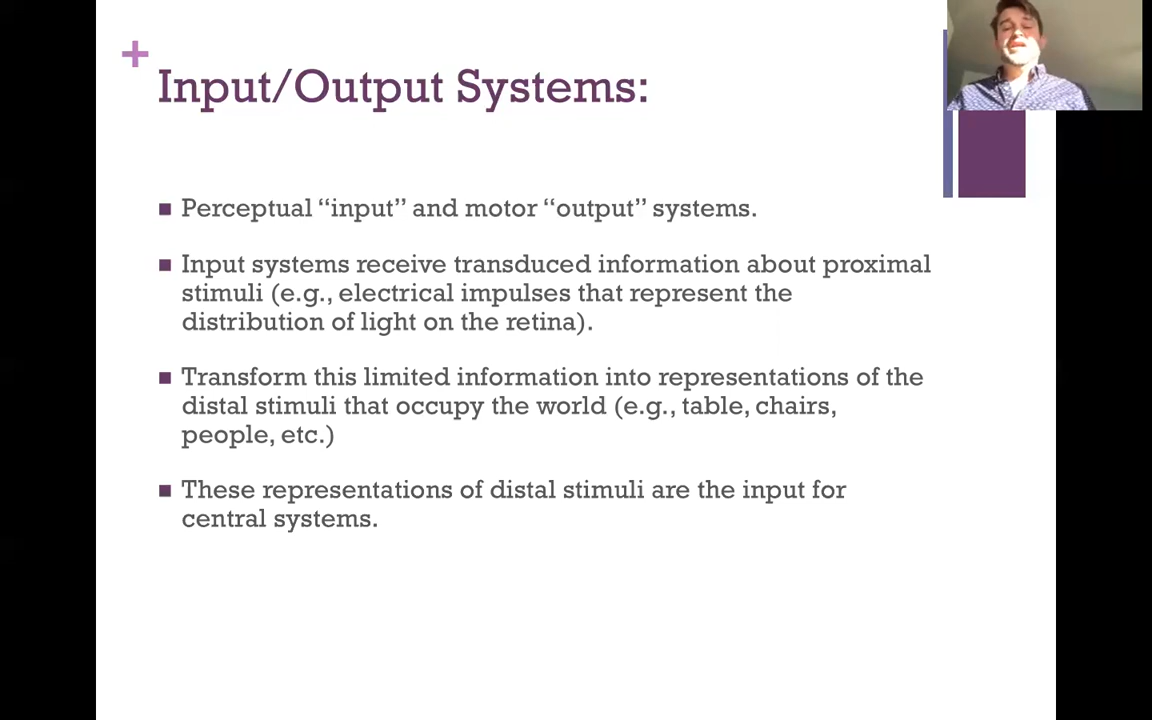 +
Input/Output Systems:
■ Perceptual “input” and motor “output” systems.
■ Input systems receive transduced information about proximal
stimuli (e.g., electrical impulses that represent the
distribution of light on the retina).
■ Transform this limited information into representations of the
distal stimuli that occupy the world (e.g., table, chairs,
people, etc.)
■ These representations of distal stimuli are the input for
central systems.